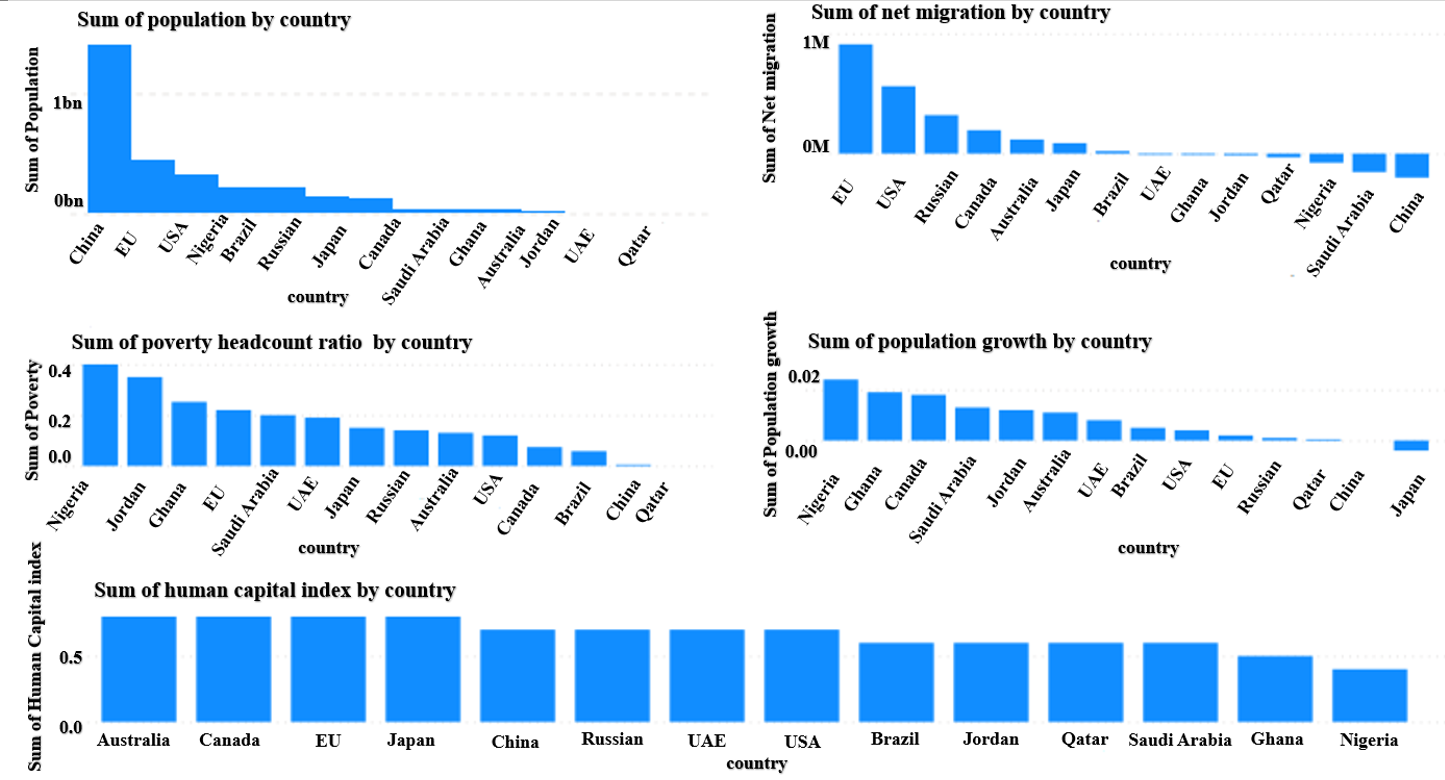 Sum of population by country
Sum of Population
1bn
0bn
China
EU
USA
Nigeria
Brazil
Russian
Japan
Canada
Saudi Arabia
Ghana
Australia
Jordan
UAE
Qatar
country
Sum of net migration by country
Sum of Net migration
1M
0M
EU
USA
Russian
Canada
Australia
Japan
Brazil
UAE
Ghana
Jordan
Qatar
Nigeria
Saudi Arabia
China
country
Sum of poverty headcount ratio by country
Sum of Poverty
0.4
0.2
0.0
Nigeria
Jordan
Ghana
EU
Saudi Arabia
UAE
Japan
Russian
Australia
USA
Canada
Brazil
China
Qatar
country
Sum of population growth by country
Sum of Population growth
0.02
0.00
Nigeria
Ghana
Canada
Saudi Arabia
Jordan
Australia
UAE
Brazil
USA
EU
Russian
Qatar
China
Japan
country
Sum of human capital index by country
Sum of Human Capital index
0.5
0.0
Australia
Canada
EU
Japan
China
Russian
UAE
USA
Brazil
Jordan
Qatar
Saudi Arabia
Ghana
Nigeria
country